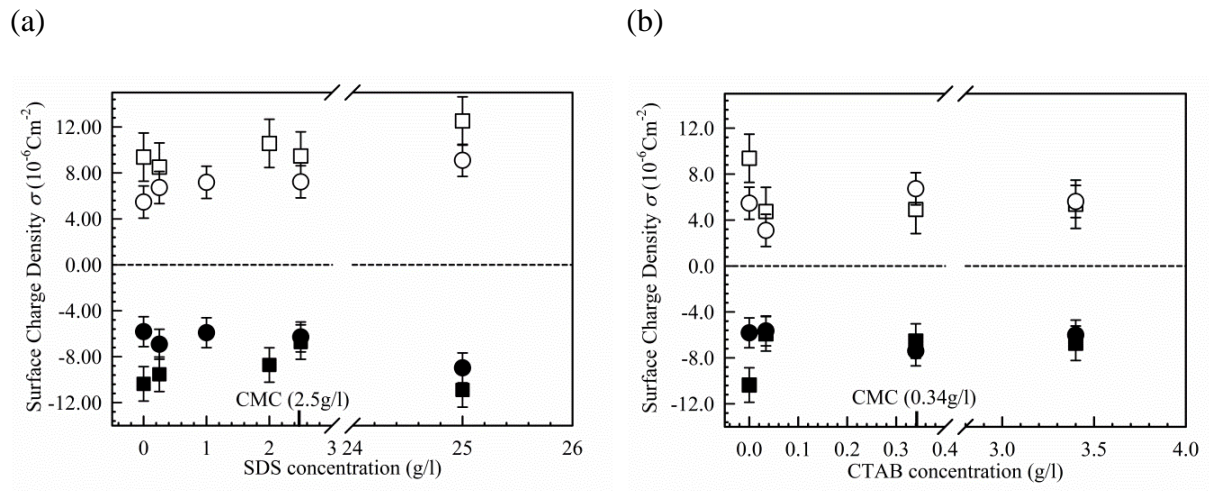 (a)
(b)
Surface Charge Density σ (10⁻⁶Cm⁻²)
12.00
8.00
4.00
0.00
-4.00
-8.00
-12.00
CMC (2.5g/l)
0 1 2 3 24 25 26
SDS concentration (g/l)
Surface Charge Density σ (10⁻⁶Cm⁻²)
12.0
8.0
4.0
0.0
-4.0
-8.0
-12.0
CMC (0.34g/l)
0.0 0.1 0.2 0.3 0.4 3.0 3.5 4.0
CTAB concentration (g/l)